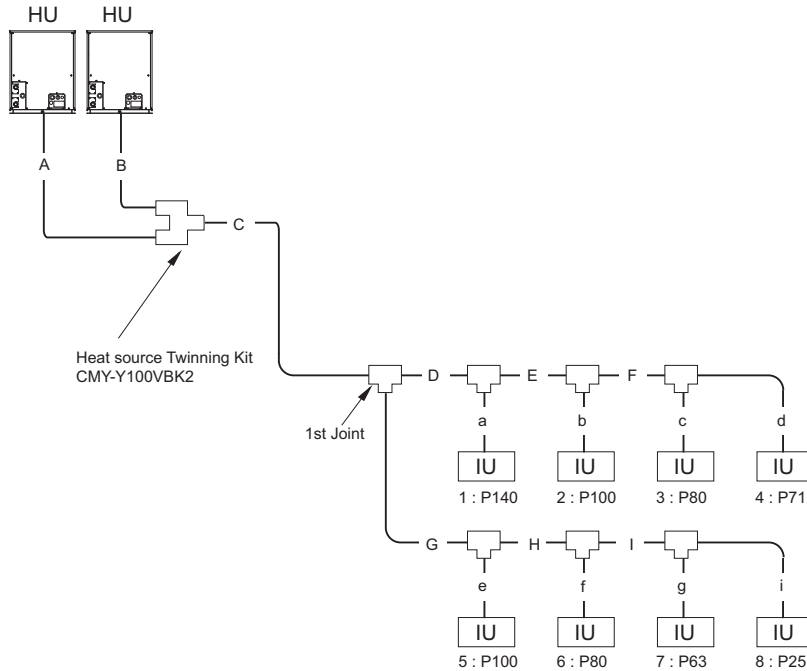 HU HU
A B
C
Heat source Twinning Kit
CMY-Y100VBK2
1st Joint
D E F
a b c d
IU IU IU IU
1 : P140 2 : P100 3 : P80 4 : P71
G H I
e f g i
IU IU IU IU
5 : P100 6 : P80 7 : P63 8 : P25